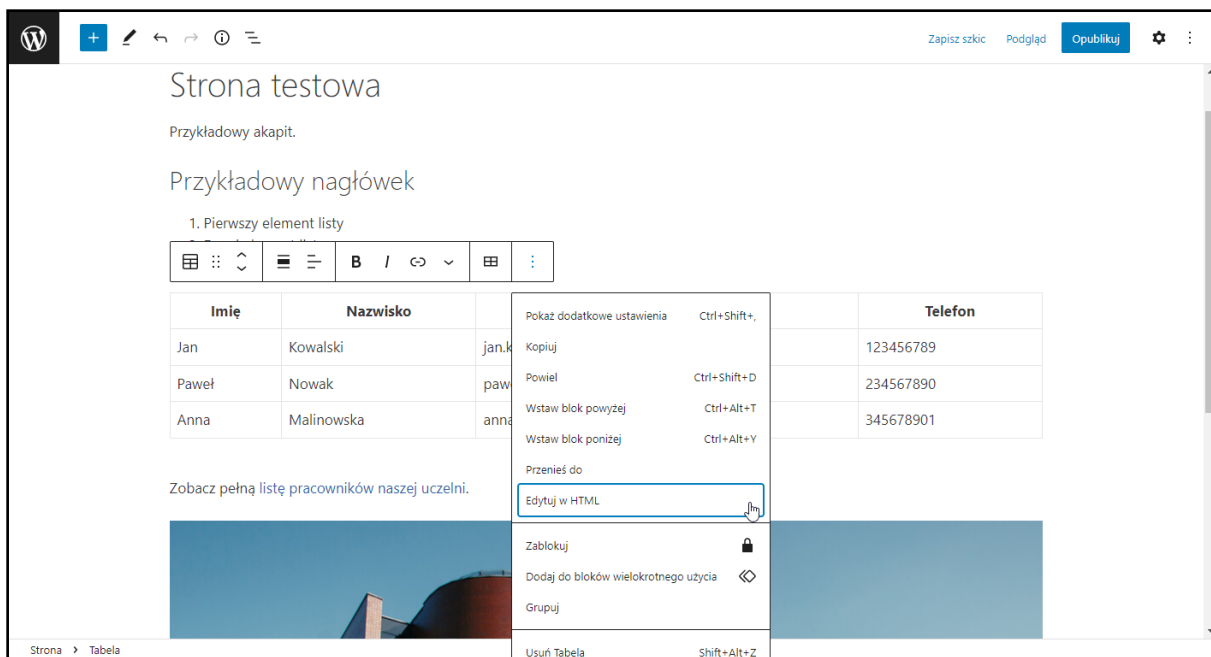 Zapisz szkic Podgląd Opublikuj
Strona testowa
Przykładowy akapit.
Przykładowy nagłówek
1. Pierwszy element listy
B I
Imię Nazwisko Telefon
Jan Kowalski jan.k 123456789
Paweł Nowak pawe 234567890
Anna Malinowska anna 345678901
Pokaż dodatkowe ustawienia Ctrl+Shift+,
Kopiuj
Powiel Ctrl+Shift+D
Wstaw blok powyżej Ctrl+Alt+T
Wstaw blok poniżej Ctrl+Alt+Y
Przenieś do
Edytuj w HTML
Zablokuj
Dodaj do bloków wielokrotnego użycia
Grupuj
Usuń Tabela Shift+Alt+Z
Zobacz pełną listę pracowników naszej uczelni.
Strona > Tabela